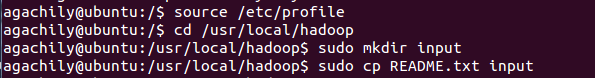 agachily@ubuntu:/$ source /etc/profile
agachily@ubuntu:/$ cd /usr/local/hadoop
agachily@ubuntu:/usr/local/hadoop$ sudo mkdir input
agachily@ubuntu:/usr/local/hadoop$ sudo cp README.txt input